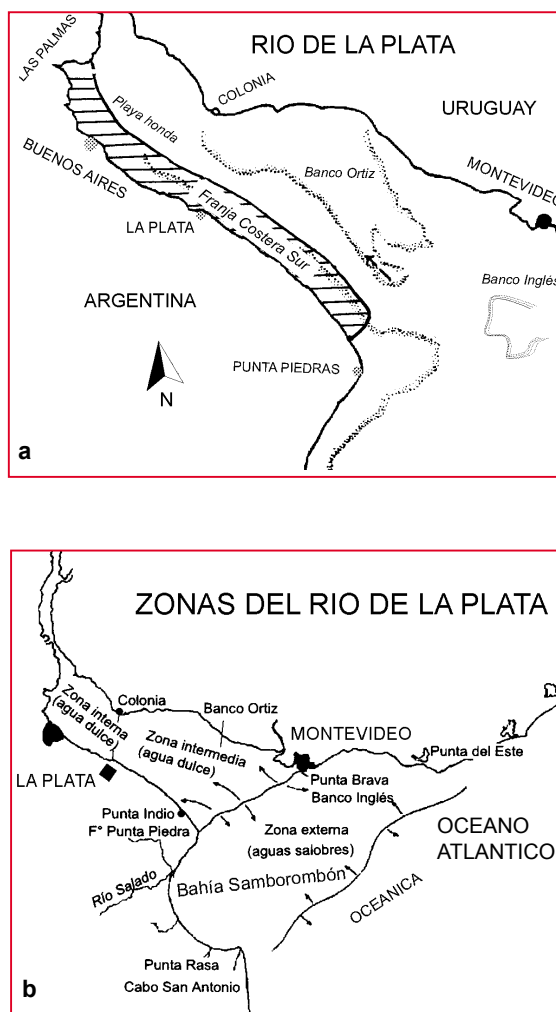 RIO DE LA PLATA
LAS PALMAS
COLONIA
URUGUAY
Playa honda
BUENOS AIRES
Banco Ortiz
MONTEVIDEO
Franja Costera Sur
LA PLATA
Banco Inglés
ARGENTINA
PUNTA PIEDRAS
N
a
ZONAS DEL RIO DE LA PLATA
Zona interna
(agua dulce)
Colonia
Banco Ortiz
Zona intermedia
(agua dulce)
MONTEVIDEO
Punta del Este
LA PLATA
Punta Brava
Banco Inglés
Punta Indio
F° Punta Piedra
Zona externa
(aguas salobres)
OCEANO
ATLANTICO
Río Salado
Bahía Samborombón
OCEANICA
Punta Rasa
Cabo San Antonio
b